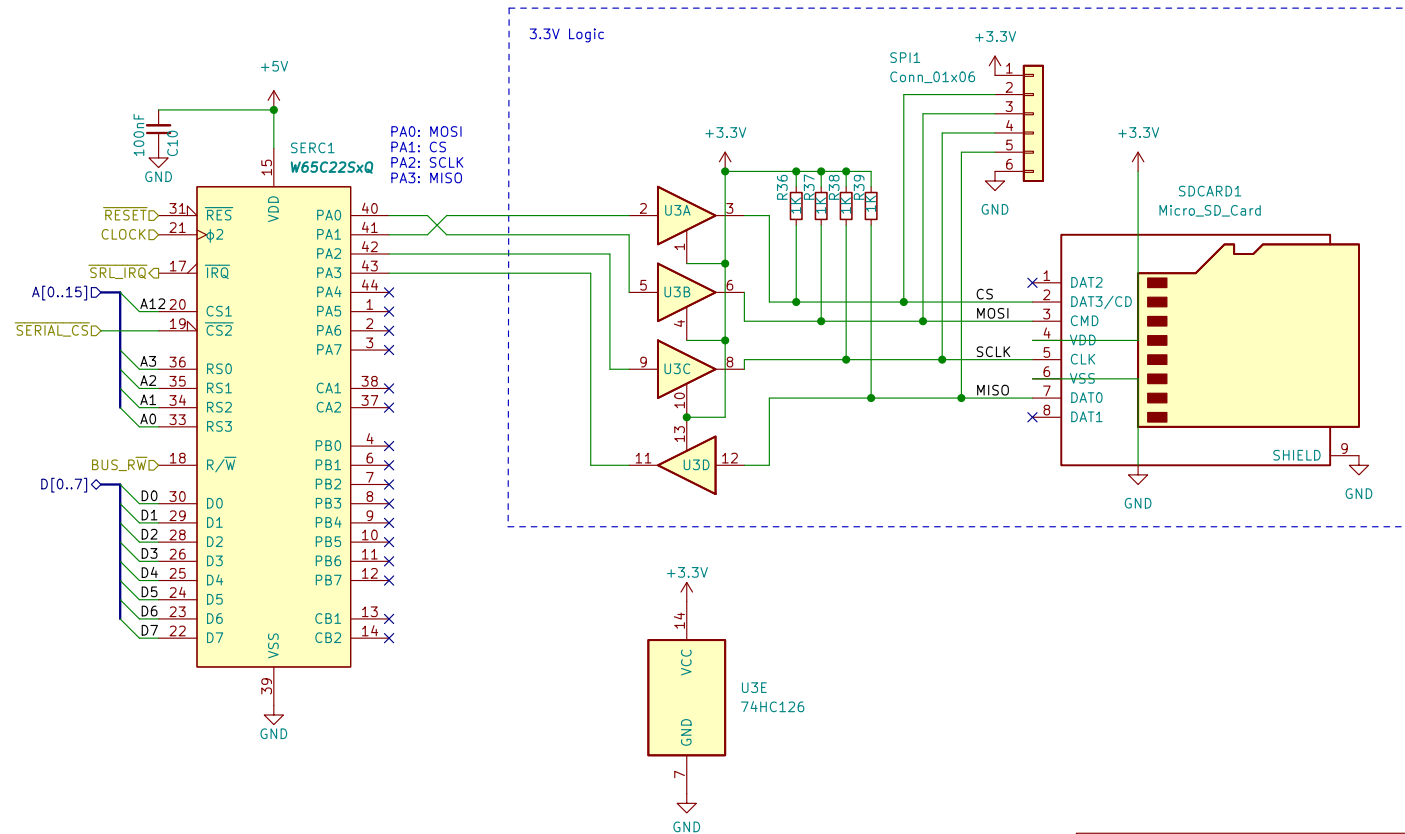 3.3V Logic
+5V
100nF
C10
GND
PA0: MOSI
PA1: CS
PA2: SCLK
PA3: MISO
SERC1
W65C22SxQ
15
VDD
RESET 31 RES
CLOCK 21 ϕ2
SRL_IRQ 17 IRQ
A[0..15] A12 20 CS1
SERIAL_CS 19 CS2
A3 36 RS0
A2 35 RS1
A1 34 RS2
A0 33 RS3
BUS_RW 18 R/W
D[0..7]
D0 30 D0
D1 29 D1
D2 28 D2
D3 26 D3
D4 25 D4
D5 24 D5
D6 23 D6
D7 22 D7
PA0 40
PA1 41
PA2 42
PA3 43
PA4 44
PA5 1
PA6 2
PA7 3
CA1 38
CA2 37
PB0 4
PB1 6
PB2 7
PB3 8
PB4 9
PB5 10
PB6 11
PB7 12
CB1 13
CB2 14
VSS
39
GND
+3.3V
2 U3A 3
1
5 U3B 6
4
9 U3C 8
10
13
11 U3D 12
R36 1K
R37 1K
R38 1K
R39 1K
+3.3V
SPI1
Conn_01x06
1
2
3
4
5
6
GND
+3.3V
SDCARD1
Micro_SD_Card
1 DAT2
CS 2 DAT3/CD
MOSI 3 CMD
4 VDD
SCLK 5 CLK
6 VSS
MISO 7 DAT0
8 DAT1
SHIELD 9
GND
GND
+3.3V
14
VCC
U3E
74HC126
GND
7
GND